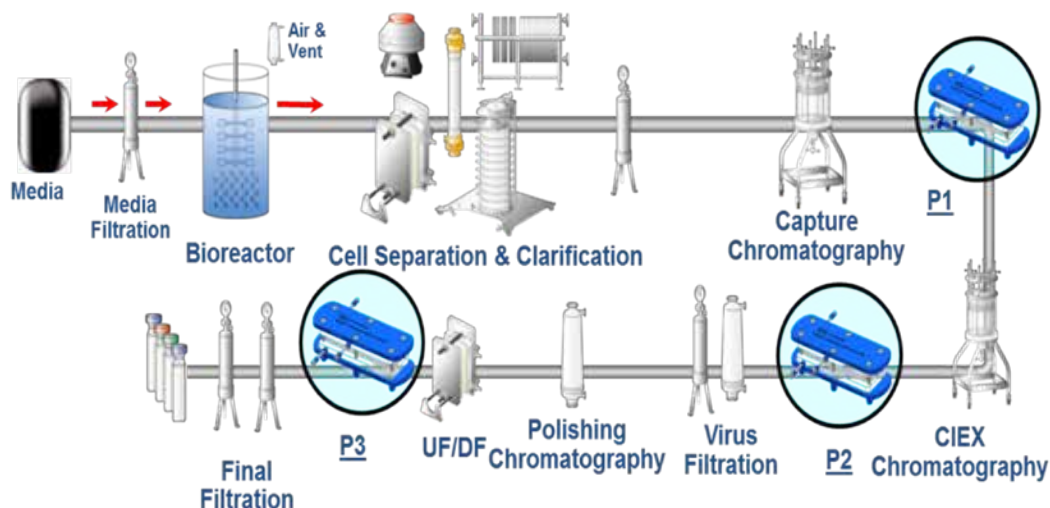 Air &
Vent
Media
Media
Filtration
Bioreactor
Cell Separation & Clarification
Capture
Chromatography
P1
Final
Filtration
P3
UF/DF
Polishing
Chromatography
Virus
Filtration
P2
CIEX
Chromatography